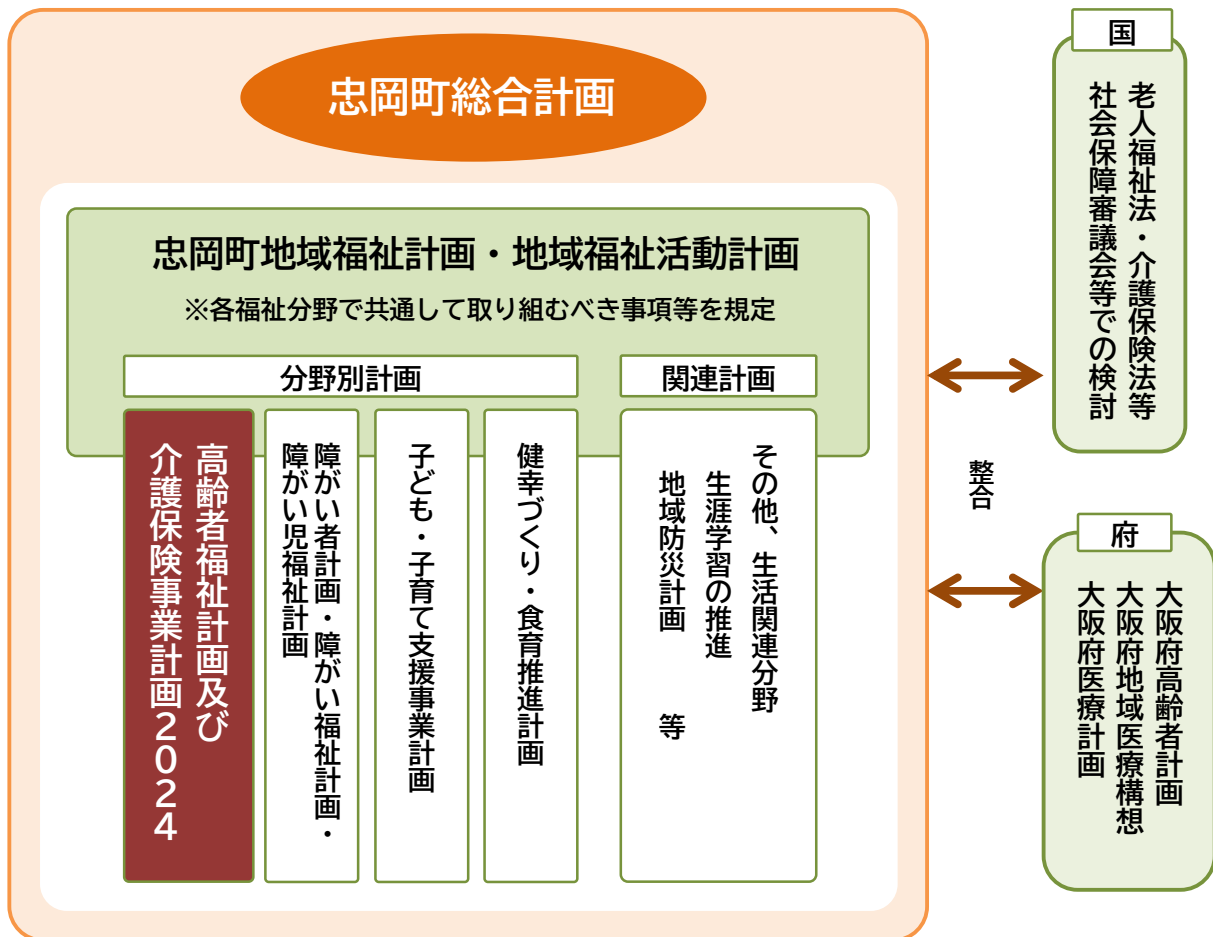 忠岡町総合計画
忠岡町地域福祉計画・地域福祉活動計画
※各福祉分野で共通して取り組むべき事項等を規定
分野別計画
高齢者福祉計画及び
介護保険事業計画2024
障がい者計画・障がい福祉計画・
障がい児福祉計画
子ども・子育て支援事業計画
健幸づくり・食育推進計画
関連計画
その他、生活関連分野
生涯学習の推進
地域防災計画 等
整合
国
老人福祉法・介護保険法等
社会保障審議会等での検討
府
大阪府高齢者計画
大阪府地域医療構想
大阪府医療計画